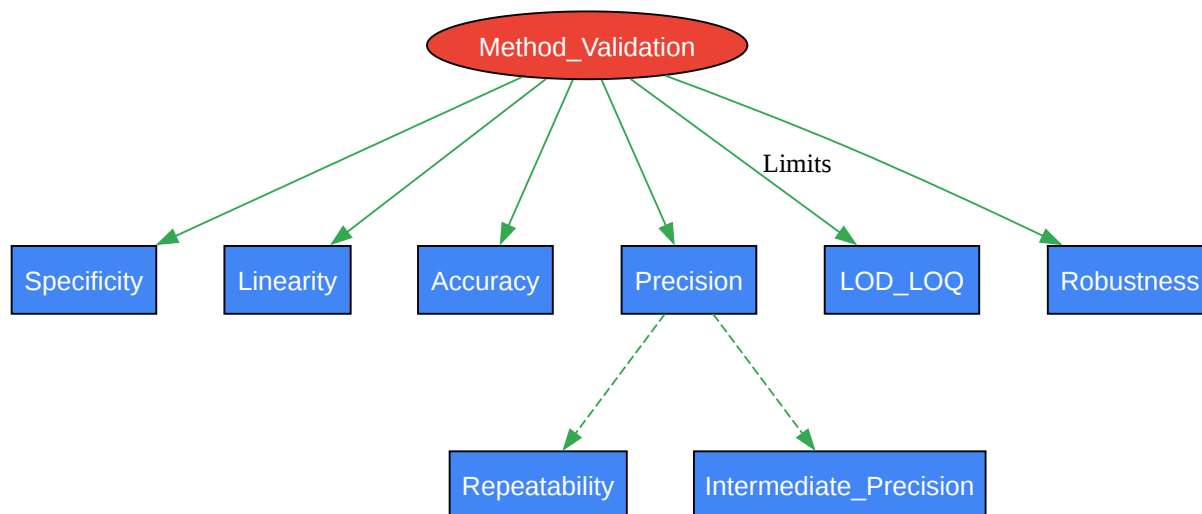 Method_Validation
Limits
Specificity
Linearity
Accuracy
Precision
LOD_LOQ
Robustness
Repeatability
Intermediate_Precision